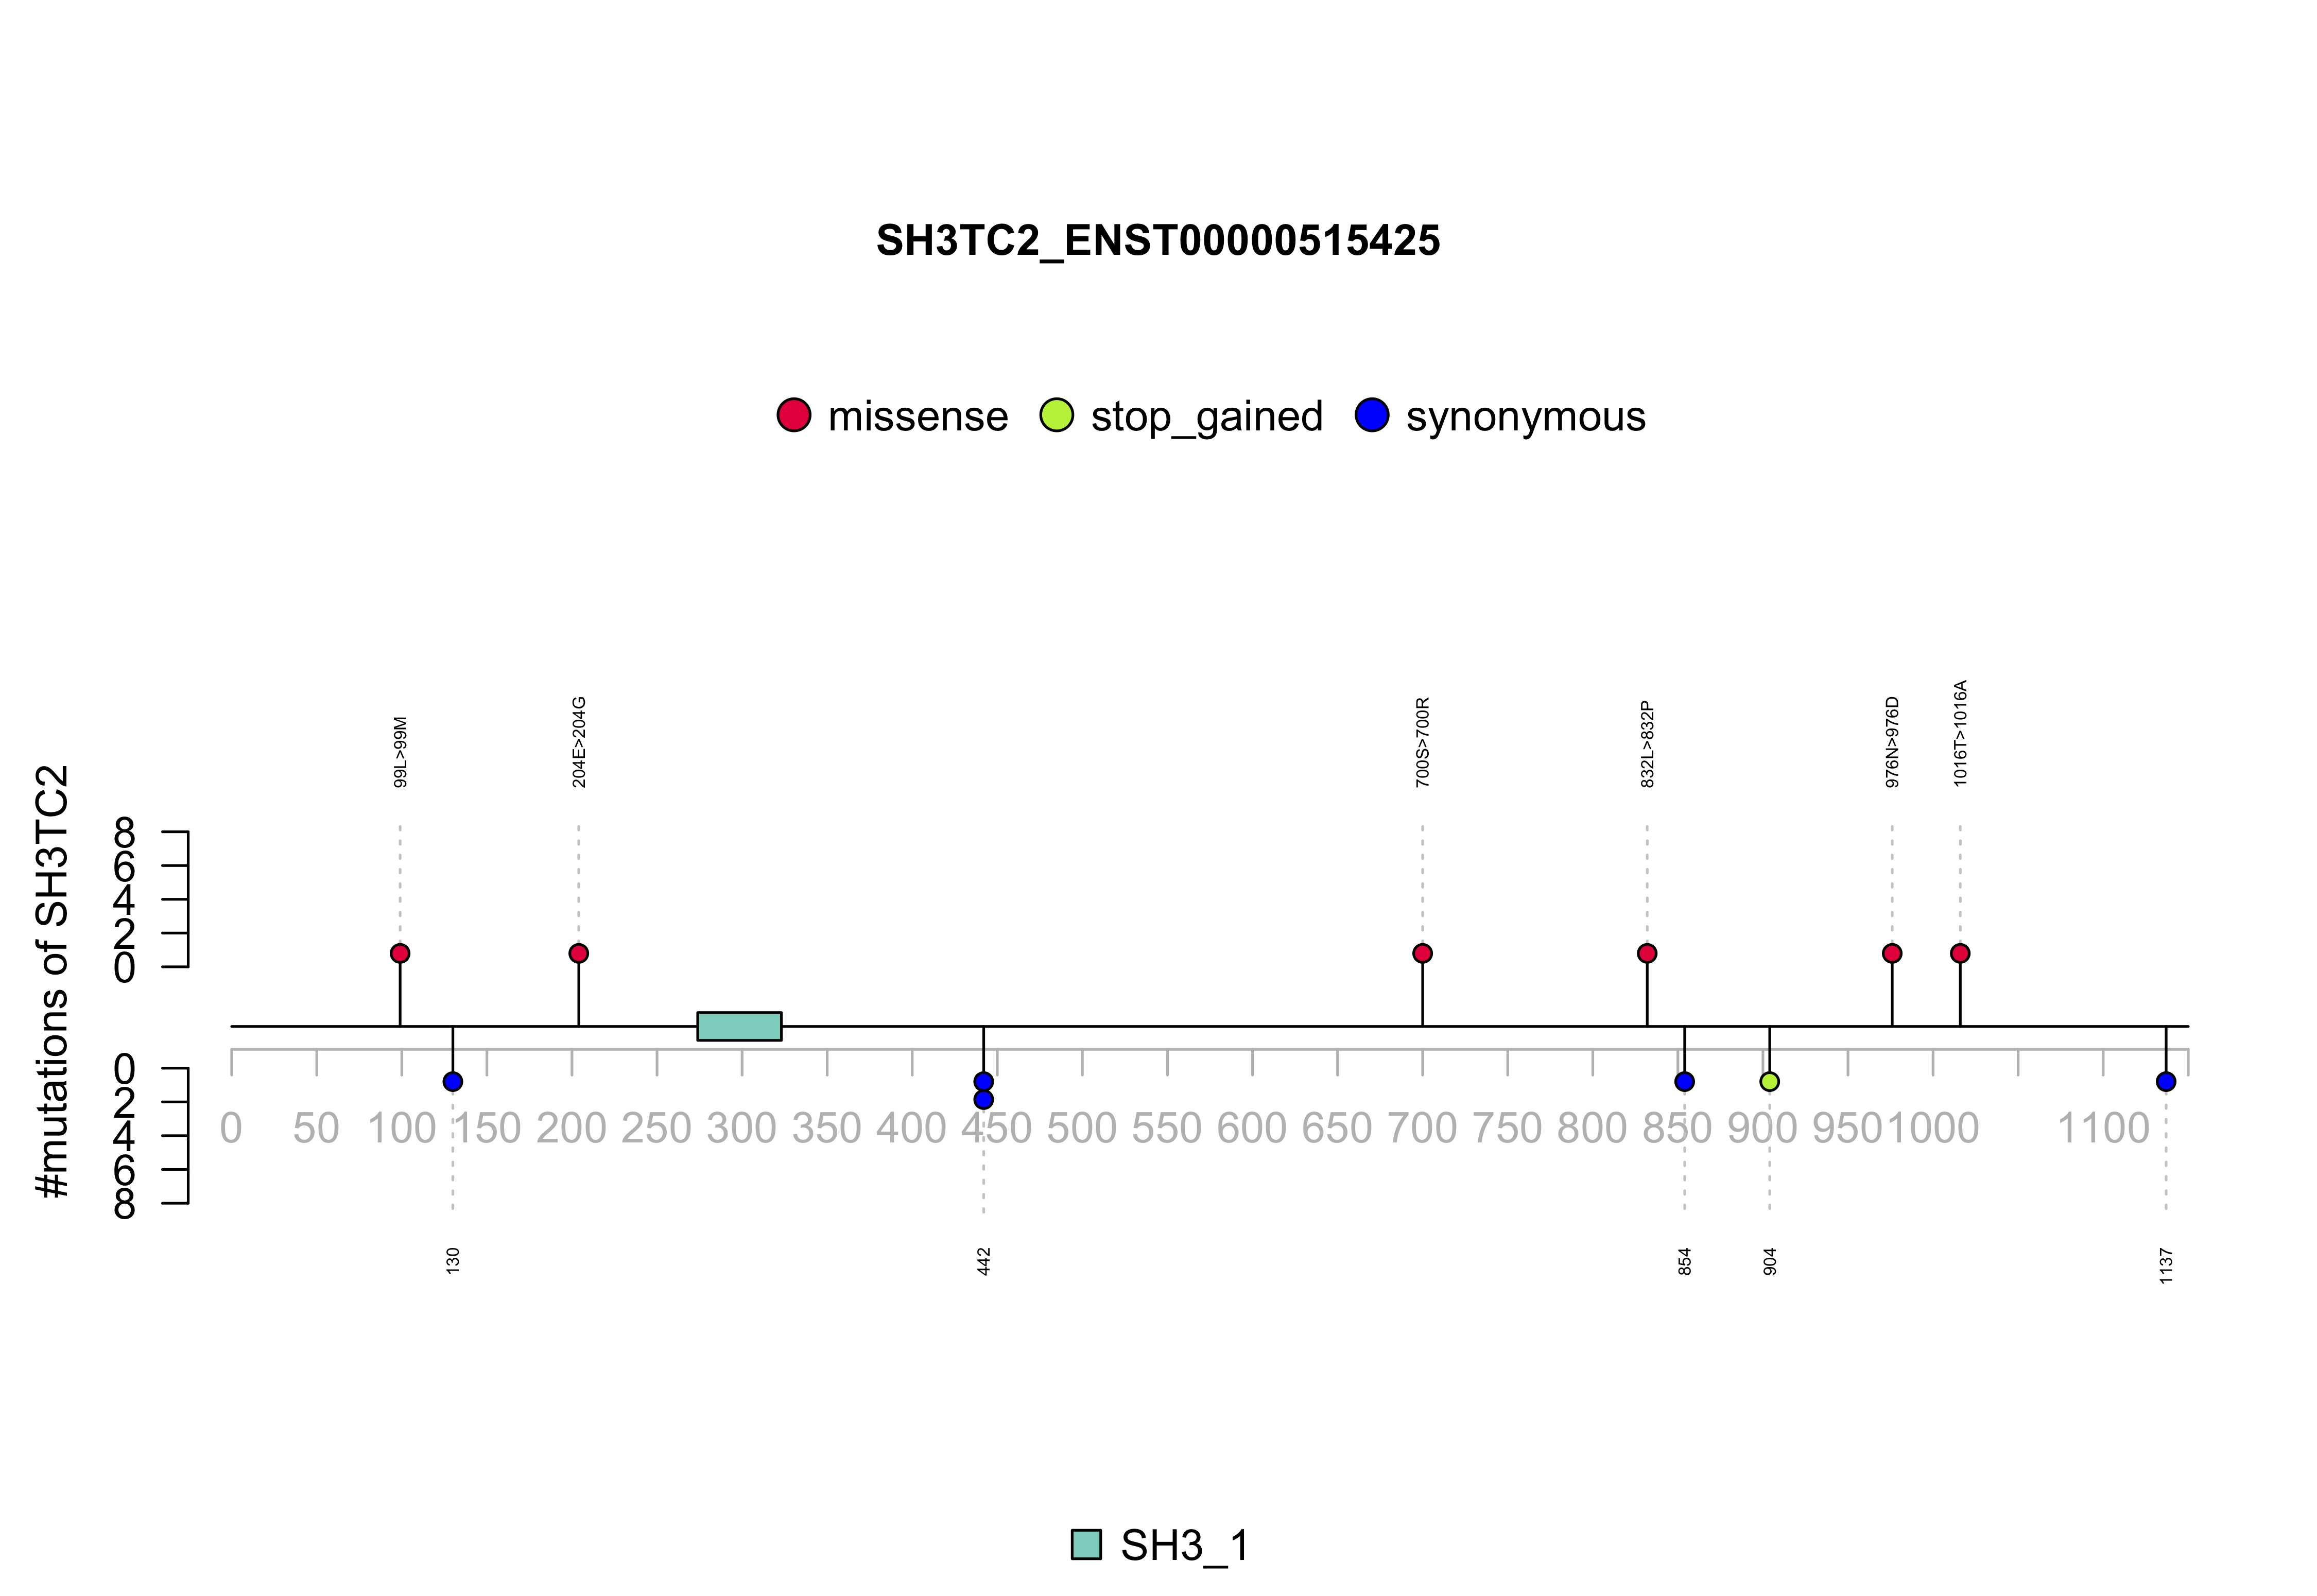 SH3TC2_ENST00000515425
missense stop_gained synonymous
99L>99M 204E>204G 700S>700R 832L>832P 976N>976D 1016T>1016A
#mutations of SH3TC2
8
6
4
2
0
0
2
4
6
8
0 50 100 150 200 250 300 350 400 450 500 550 600 650 700 750 800 850 900 950 1000 1100
130 442 854 904 1137
SH3_1